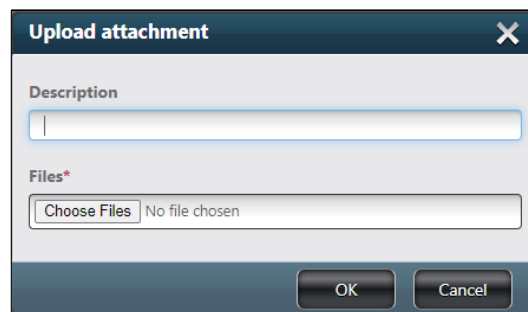 Upload attachment
Description
Files*
Choose Files No file chosen
OK Cancel